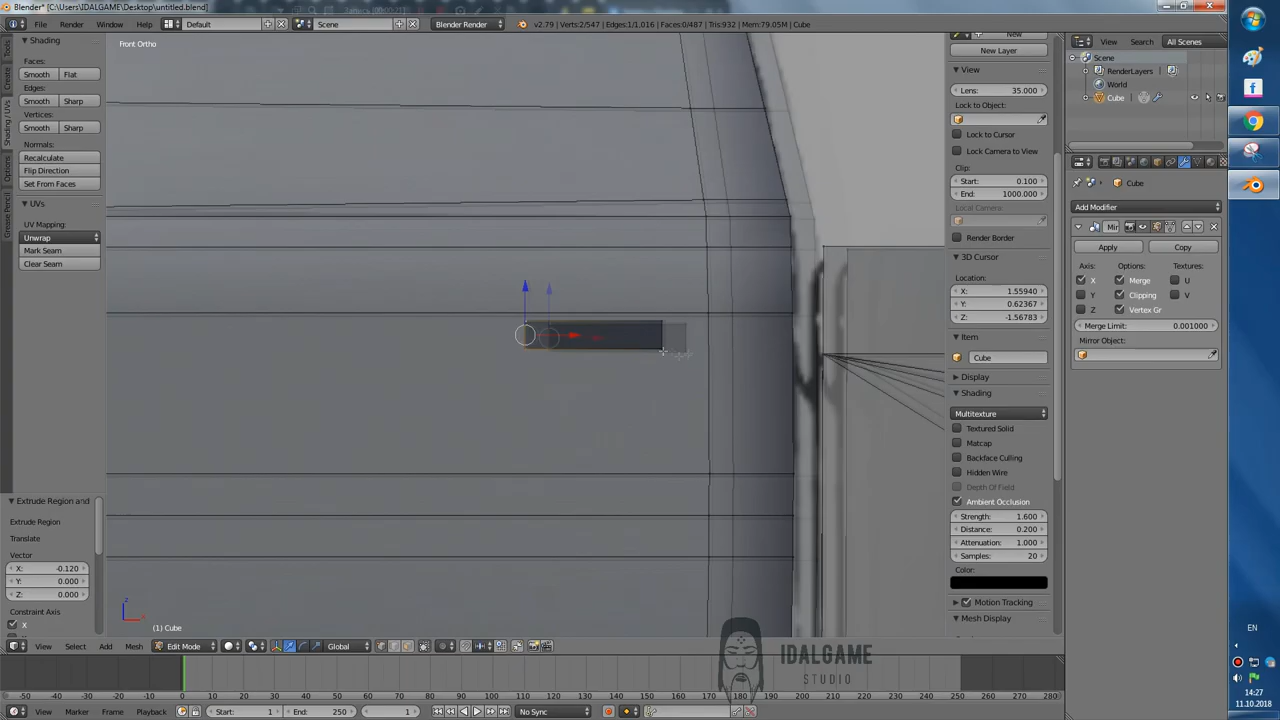 Blender* [C:\Users\IDALGAME\Desktop\untitled.blend]
File Render Window Help Default Scene Blender Render v2.79 | Verts:2/547 | Edges:1/1,016 | Faces:0/487 | Tris:932 | Mem:79.05M | Cube
View Search All Scenes
Tools
Create
Shading / UVs
Options
Grease Pencil
Shading
Faces:
Smooth Flat
Edges:
Smooth Sharp
Vertices:
Smooth Sharp
Normals:
Recalculate
Flip Direction
Set From Faces
UVs
UV Mapping:
Unwrap
Mark Seam
Clear Seam
Extrude Region and
Extrude Region
Translate
Vector
X: -0.120
Y: 0.000
Z: 0.000
Constraint Axis
X
Front Ortho
(1) Cube
New
New Layer
View
Lens: 35.000
Lock to Object:
Lock to Cursor
Lock Camera to View
Clip:
Start: 0.100
End: 1000.000
Local Camera:
Render Border
3D Cursor
Location:
X: 1.55940
Y: 0.62367
Z: -1.56783
Item
Cube
Display
Shading
Multitexture
Textured Solid
Matcap
Backface Culling
Hidden Wire
Depth Of Field
Ambient Occlusion
Strength: 1.600
Distance: 0.200
Attenuation: 1.000
Samples: 20
Color:
Motion Tracking
Mesh Display
Scene
RenderLayers
World
Cube
Cube
Add Modifier
Mir
Apply Copy
Axis: Options: Textures:
X Merge U
Y Clipping V
Z Vertex Gr
Merge Limit: 0.001000
Mirror Object:
View Select Add Mesh Edit Mode Global
IDALGAME
STUDIO
-50 -40 -30 -20 -10 0 10 20 30 40 50 60 70 80 90 100 110 120 130 140 150 160 170 180 190 200 210 220 230 240 250 260 270 280
View Marker Frame Playback Start: 1 End: 250 1 No Sync
EN
14:27
11.10.2018